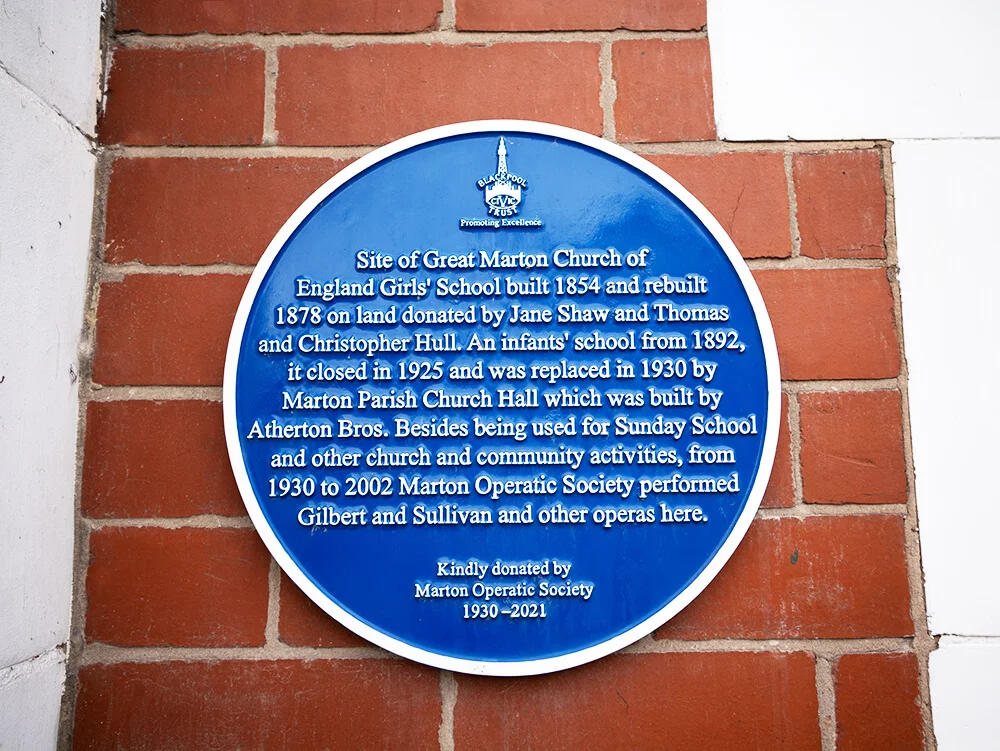 BLACKPOOL
CIVIC
TRUST
Promoting Excellence
Site of Great Marton Church of
England Girls' School built 1854 and rebuilt
1878 on land donated by Jane Shaw and Thomas
and Christopher Hull. An infants' school from 1892,
it closed in 1925 and was replaced in 1930 by
Marton Parish Church Hall which was built by
Atherton Bros. Besides being used for Sunday School
and other church and community activities, from
1930 to 2002 Marton Operatic Society performed
Gilbert and Sullivan and other operas here.
Kindly donated by
Marton Operatic Society
1930–2021